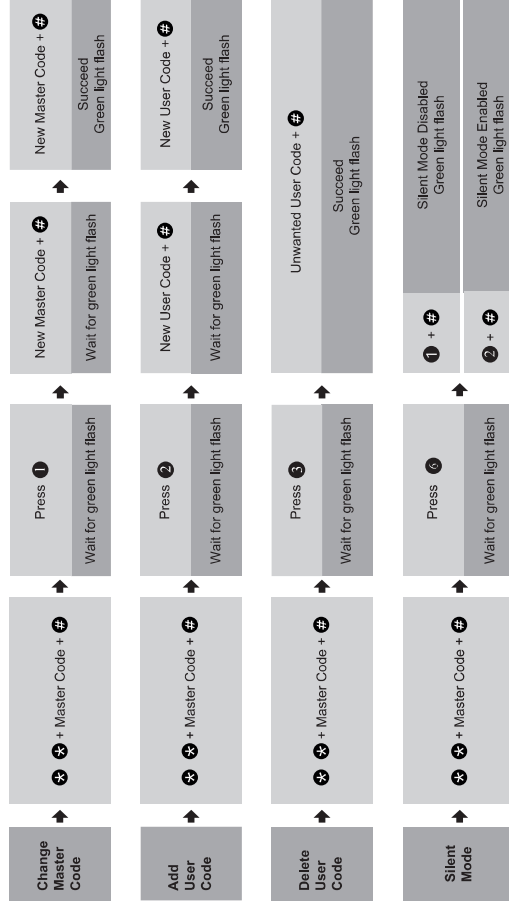 Change
Master
Code
✱ ✱ + Master Code + #
Press 1
Wait for green light flash
New Master Code + #
Wait for green light flash
New Master Code + #
Succeed
Green light flash
Add
User
Code
✱ ✱ + Master Code + #
Press 2
Wait for green light flash
New User Code + #
Wait for green light flash
New User Code + #
Succeed
Green light flash
Delete
User
Code
✱ ✱ + Master Code + #
Press 3
Wait for green light flash
Unwanted User Code + #
Succeed
Green light flash
Silent
Mode
✱ ✱ + Master Code + #
Press 6
Wait for green light flash
1 + #
Silent Mode Disabled
Green light flash
2 + #
Silent Mode Enabled
Green light flash